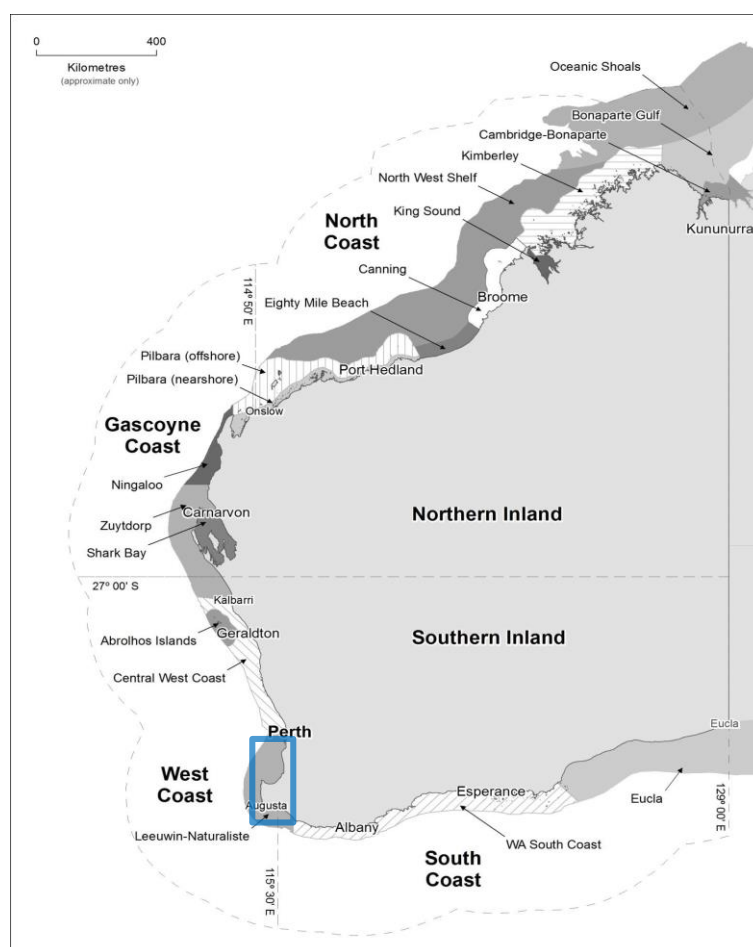 0
400
Kilometres
(approximate only)
Oceanic Shoals
Bonaparte Gulf
Cambridge-Bonaparte
Kimberley
North West Shelf
King Sound
Kununurra
North
Coast
Canning
Broome
114° 50' E
Eighty Mile Beach
Pilbara (offshore)
Port Hedland
Pilbara (nearshore)
Onslow
Gascoyne
Coast
Ningaloo
Carnarvon
Northern Inland
Zuytdorp
Shark Bay
27° 00' S
Kalbarri
Geraldton
Southern Inland
Abrolhos Islands
Central West Coast
Perth
Eucla
West
Coast
Augusta
Esperance
Eucla
129° 00' E
Leeuwin-Naturaliste
Albany
WA South Coast
South
Coast
115° 30' E